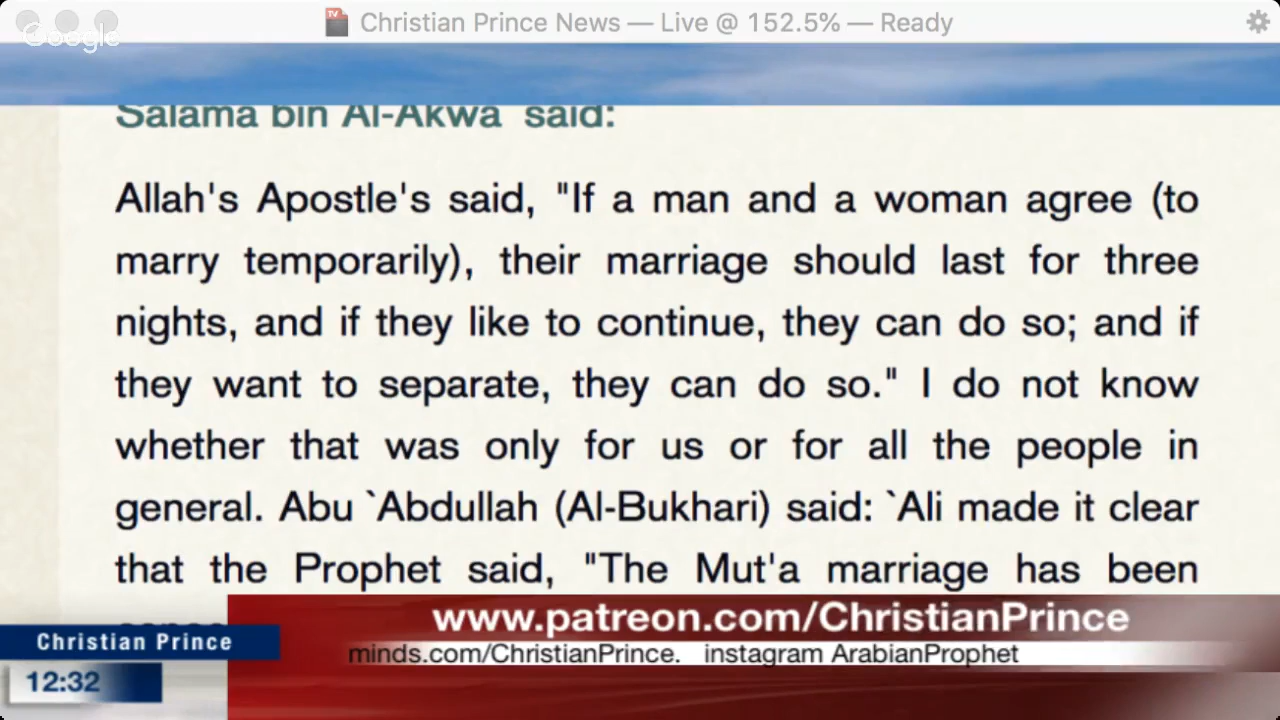 Christian Prince News — Live @ 152.5% — Ready
Google
Salama bin Al-Akwa` said:
Allah's Apostle's said, "If a man and a woman agree (to
marry temporarily), their marriage should last for three
nights, and if they like to continue, they can do so; and if
they want to separate, they can do so." I do not know
whether that was only for us or for all the people in
general. Abu `Abdullah (Al-Bukhari) said: `Ali made it clear
that the Prophet said, "The Mut'a marriage has been
www.patreon.com/ChristianPrince
Christian Prince
minds.com/ChristianPrince. instagram ArabianProphet
12:32